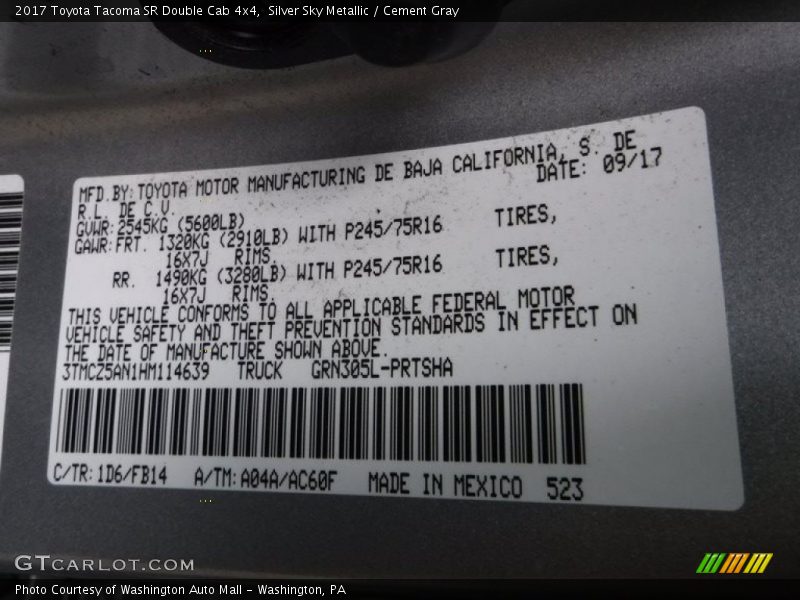 2017 Toyota Tacoma SR Double Cab 4x4,  Silver Sky Metallic / Cement Gray
MFD.BY:TOYOTA MOTOR MANUFACTURING DE BAJA CALIFORNIA, S. DE
R.L. DE C.V. DATE: 09/17
GVWR:2545KG (5600LB)
GAWR:FRT. 1320KG (2910LB) WITH P245/75R16 TIRES,
16X7J RIMS,
RR. 1490KG (3280LB) WITH P245/75R16 TIRES,
16X7J RIMS,
THIS VEHICLE CONFORMS TO ALL APPLICABLE FEDERAL MOTOR
VEHICLE SAFETY AND THEFT PREVENTION STANDARDS IN EFFECT ON
THE DATE OF MANUFACTURE SHOWN ABOVE.
3TMCZ5AN1HM114639 TRUCK GRN305L-PRTSHA
C/TR:1D6/FB14 A/TM:A04A/AC60F MADE IN MEXICO 523
GTCARLOT.COM
Photo Courtesy of Washington Auto Mall - Washington, PA